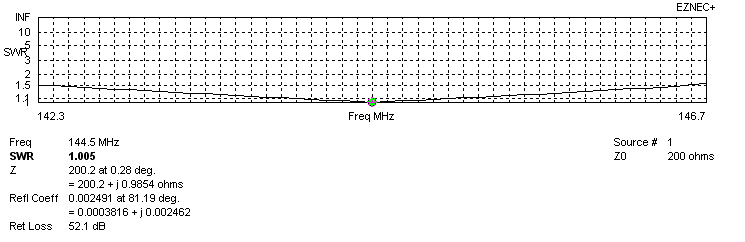 EZNEC+
INF
10
5
SWR
3
2
1.5
1.1
142.3 Freq MHz 146.7
Freq 144.5 MHz Source # 1
SWR 1.005 Z0 200 ohms
Z 200.2 at 0.28 deg.
= 200.2 + j 0.9854 ohms
Refl Coeff 0.002491 at 81.19 deg.
= 0.0003816 + j 0.002462
Ret Loss 52.1 dB